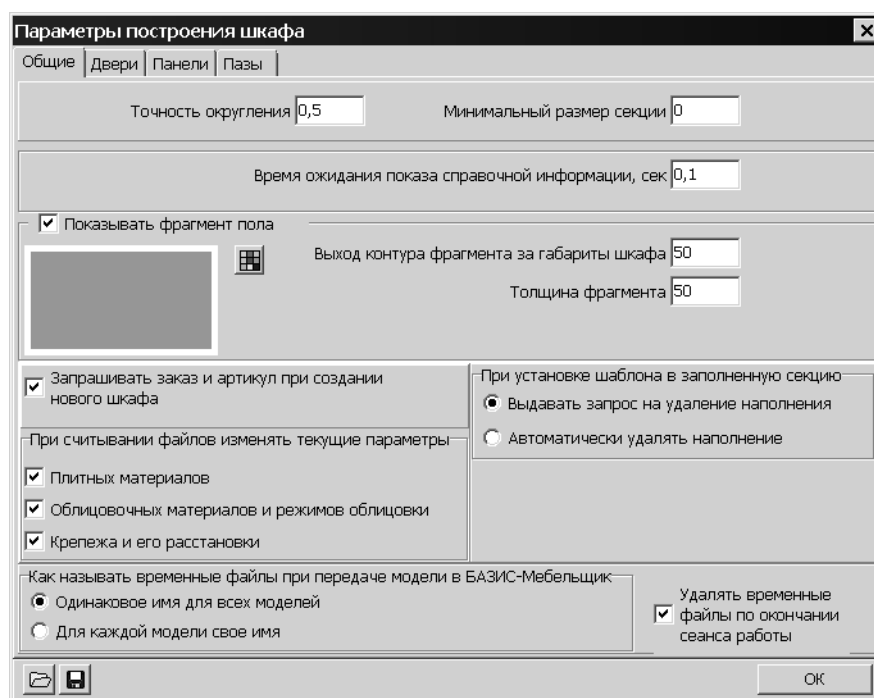 Параметры построения шкафа
Общие Двери Панели Пазы
Точность округления 0,5 Минимальный размер секции 0
Время ожидания показа справочной информации, сек 0,1
Показывать фрагмент пола
Выход контура фрагмента за габариты шкафа 50
Толщина фрагмента 50
Запрашивать заказ и артикул при создании
нового шкафа
При установке шаблона в заполненную секцию
Выдавать запрос на удаление наполнения
Автоматически удалять наполнение
При считывании файлов изменять текущие параметры
Плитных материалов
Облицовочных материалов и режимов облицовки
Крепежа и его расстановки
Как называть временные файлы при передаче модели в БАЗИС-Мебельщик
Одинаковое имя для всех моделей
Для каждой модели свое имя
Удалять временные
файлы по окончании
сеанса работы
ОК